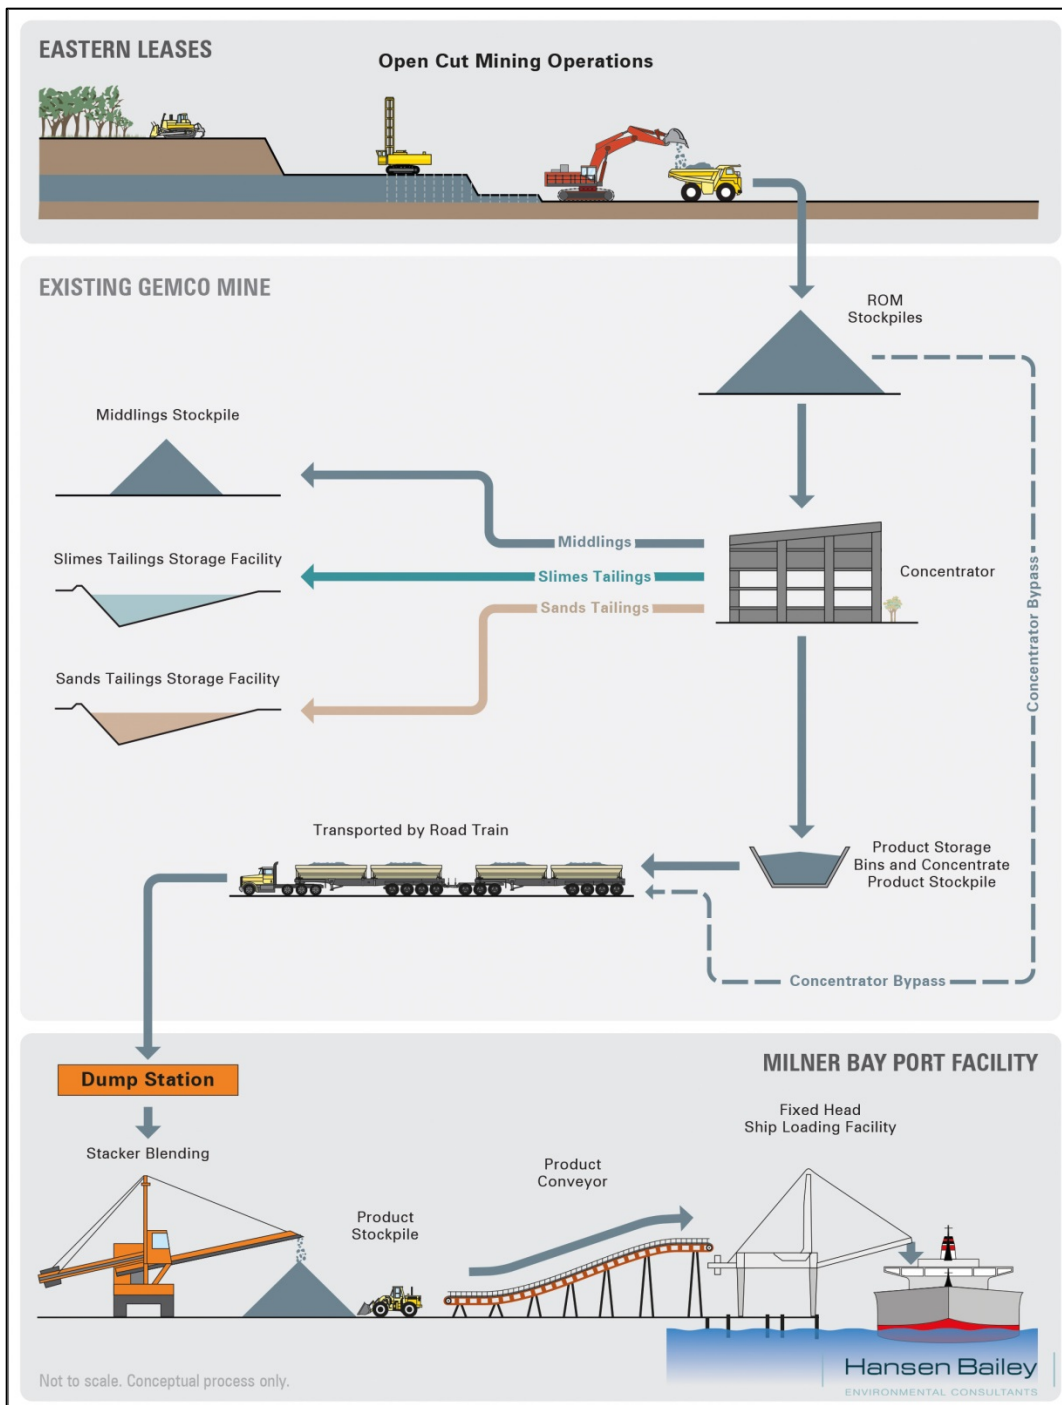 EASTERN LEASES
Open Cut Mining Operations
EXISTING GEMCO MINE
ROM
Stockpiles
Middlings Stockpile
Middlings
Slimes Tailings Storage Facility
Slimes Tailings
Concentrator
Sands Tailings
Concentrator Bypass
Sands Tailings Storage Facility
Transported by Road Train
Product Storage
Bins and Concentrate
Product Stockpile
Concentrator Bypass
MILNER BAY PORT FACILITY
Dump Station
Fixed Head
Ship Loading Facility
Stacker Blending
Product
Conveyor
Product
Stockpile
Not to scale. Conceptual process only.
Hansen Bailey
ENVIRONMENTAL CONSULTANTS